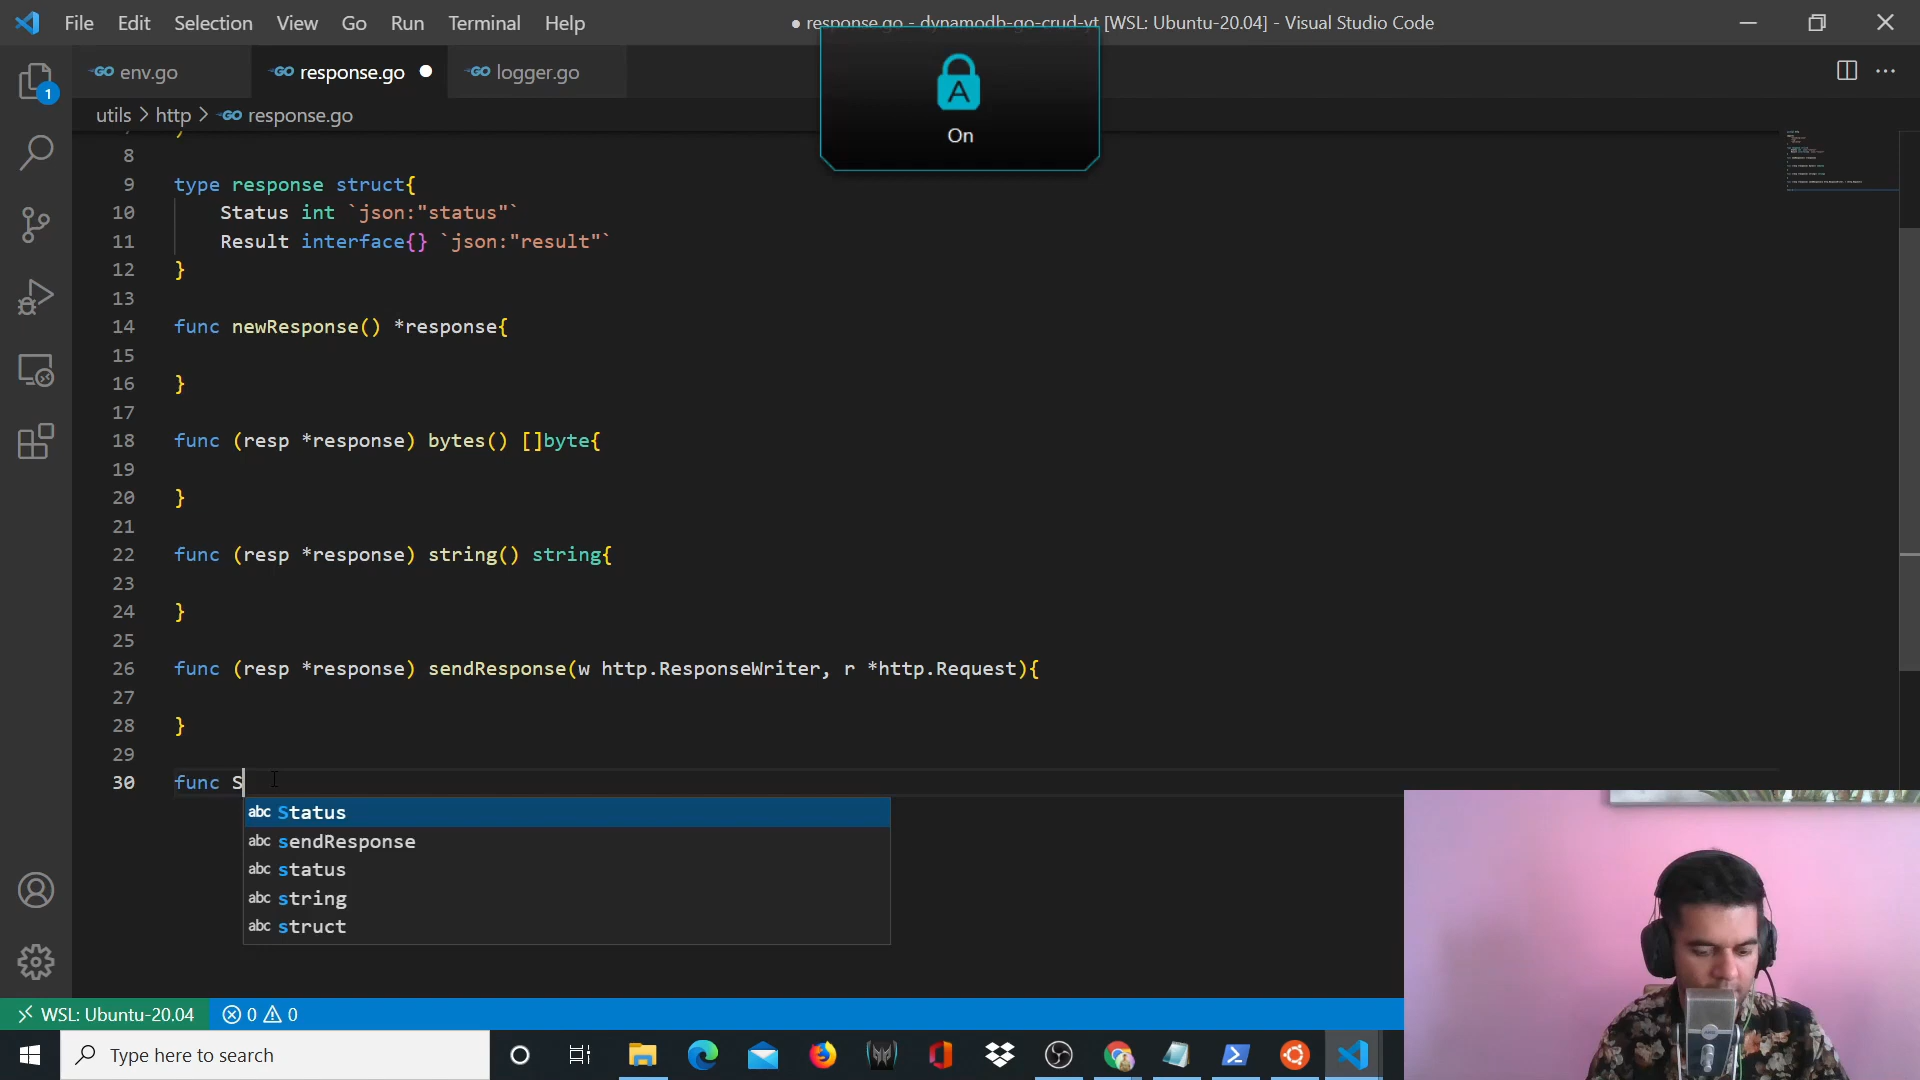 File Edit Selection View Go Run Terminal Help
● response.go - dynamodb-go-crud-yt [WSL: Ubuntu-20.04] - Visual Studio Code
GO env.go GO response.go ● GO logger.go
A
On
1
utils > http > GO response.go
8
9 type response struct{
10 Status int `json:"status"`
11 Result interface{} `json:"result"`
12 }
13
14 func newResponse() *response{
15
16 }
17
18 func (resp *response) bytes() []byte{
19
20 }
21
22 func (resp *response) string() string{
23
24 }
25
26 func (resp *response) sendResponse(w http.ResponseWriter, r *http.Request){
27
28 }
29
30 func S
abc Status
abc sendResponse
abc status
abc string
abc struct
WSL: Ubuntu-20.04 0 0
Type here to search